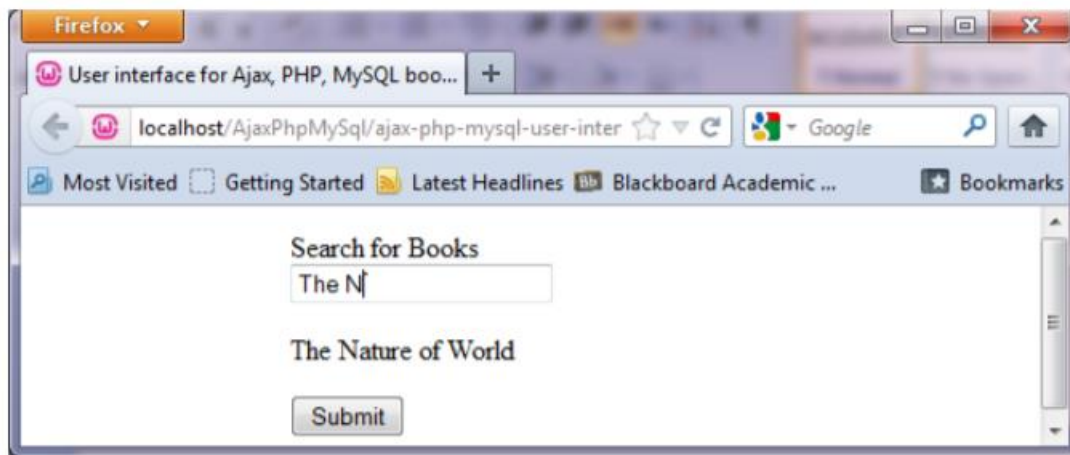 Firefox
User interface for Ajax, PHP, MySQL boo...
localhost/AjaxPhpMySql/ajax-php-mysql-user-inter
Google
Most Visited Getting Started Latest Headlines Bb Blackboard Academic ... Bookmarks
Search for Books
The N
The Nature of World
Submit